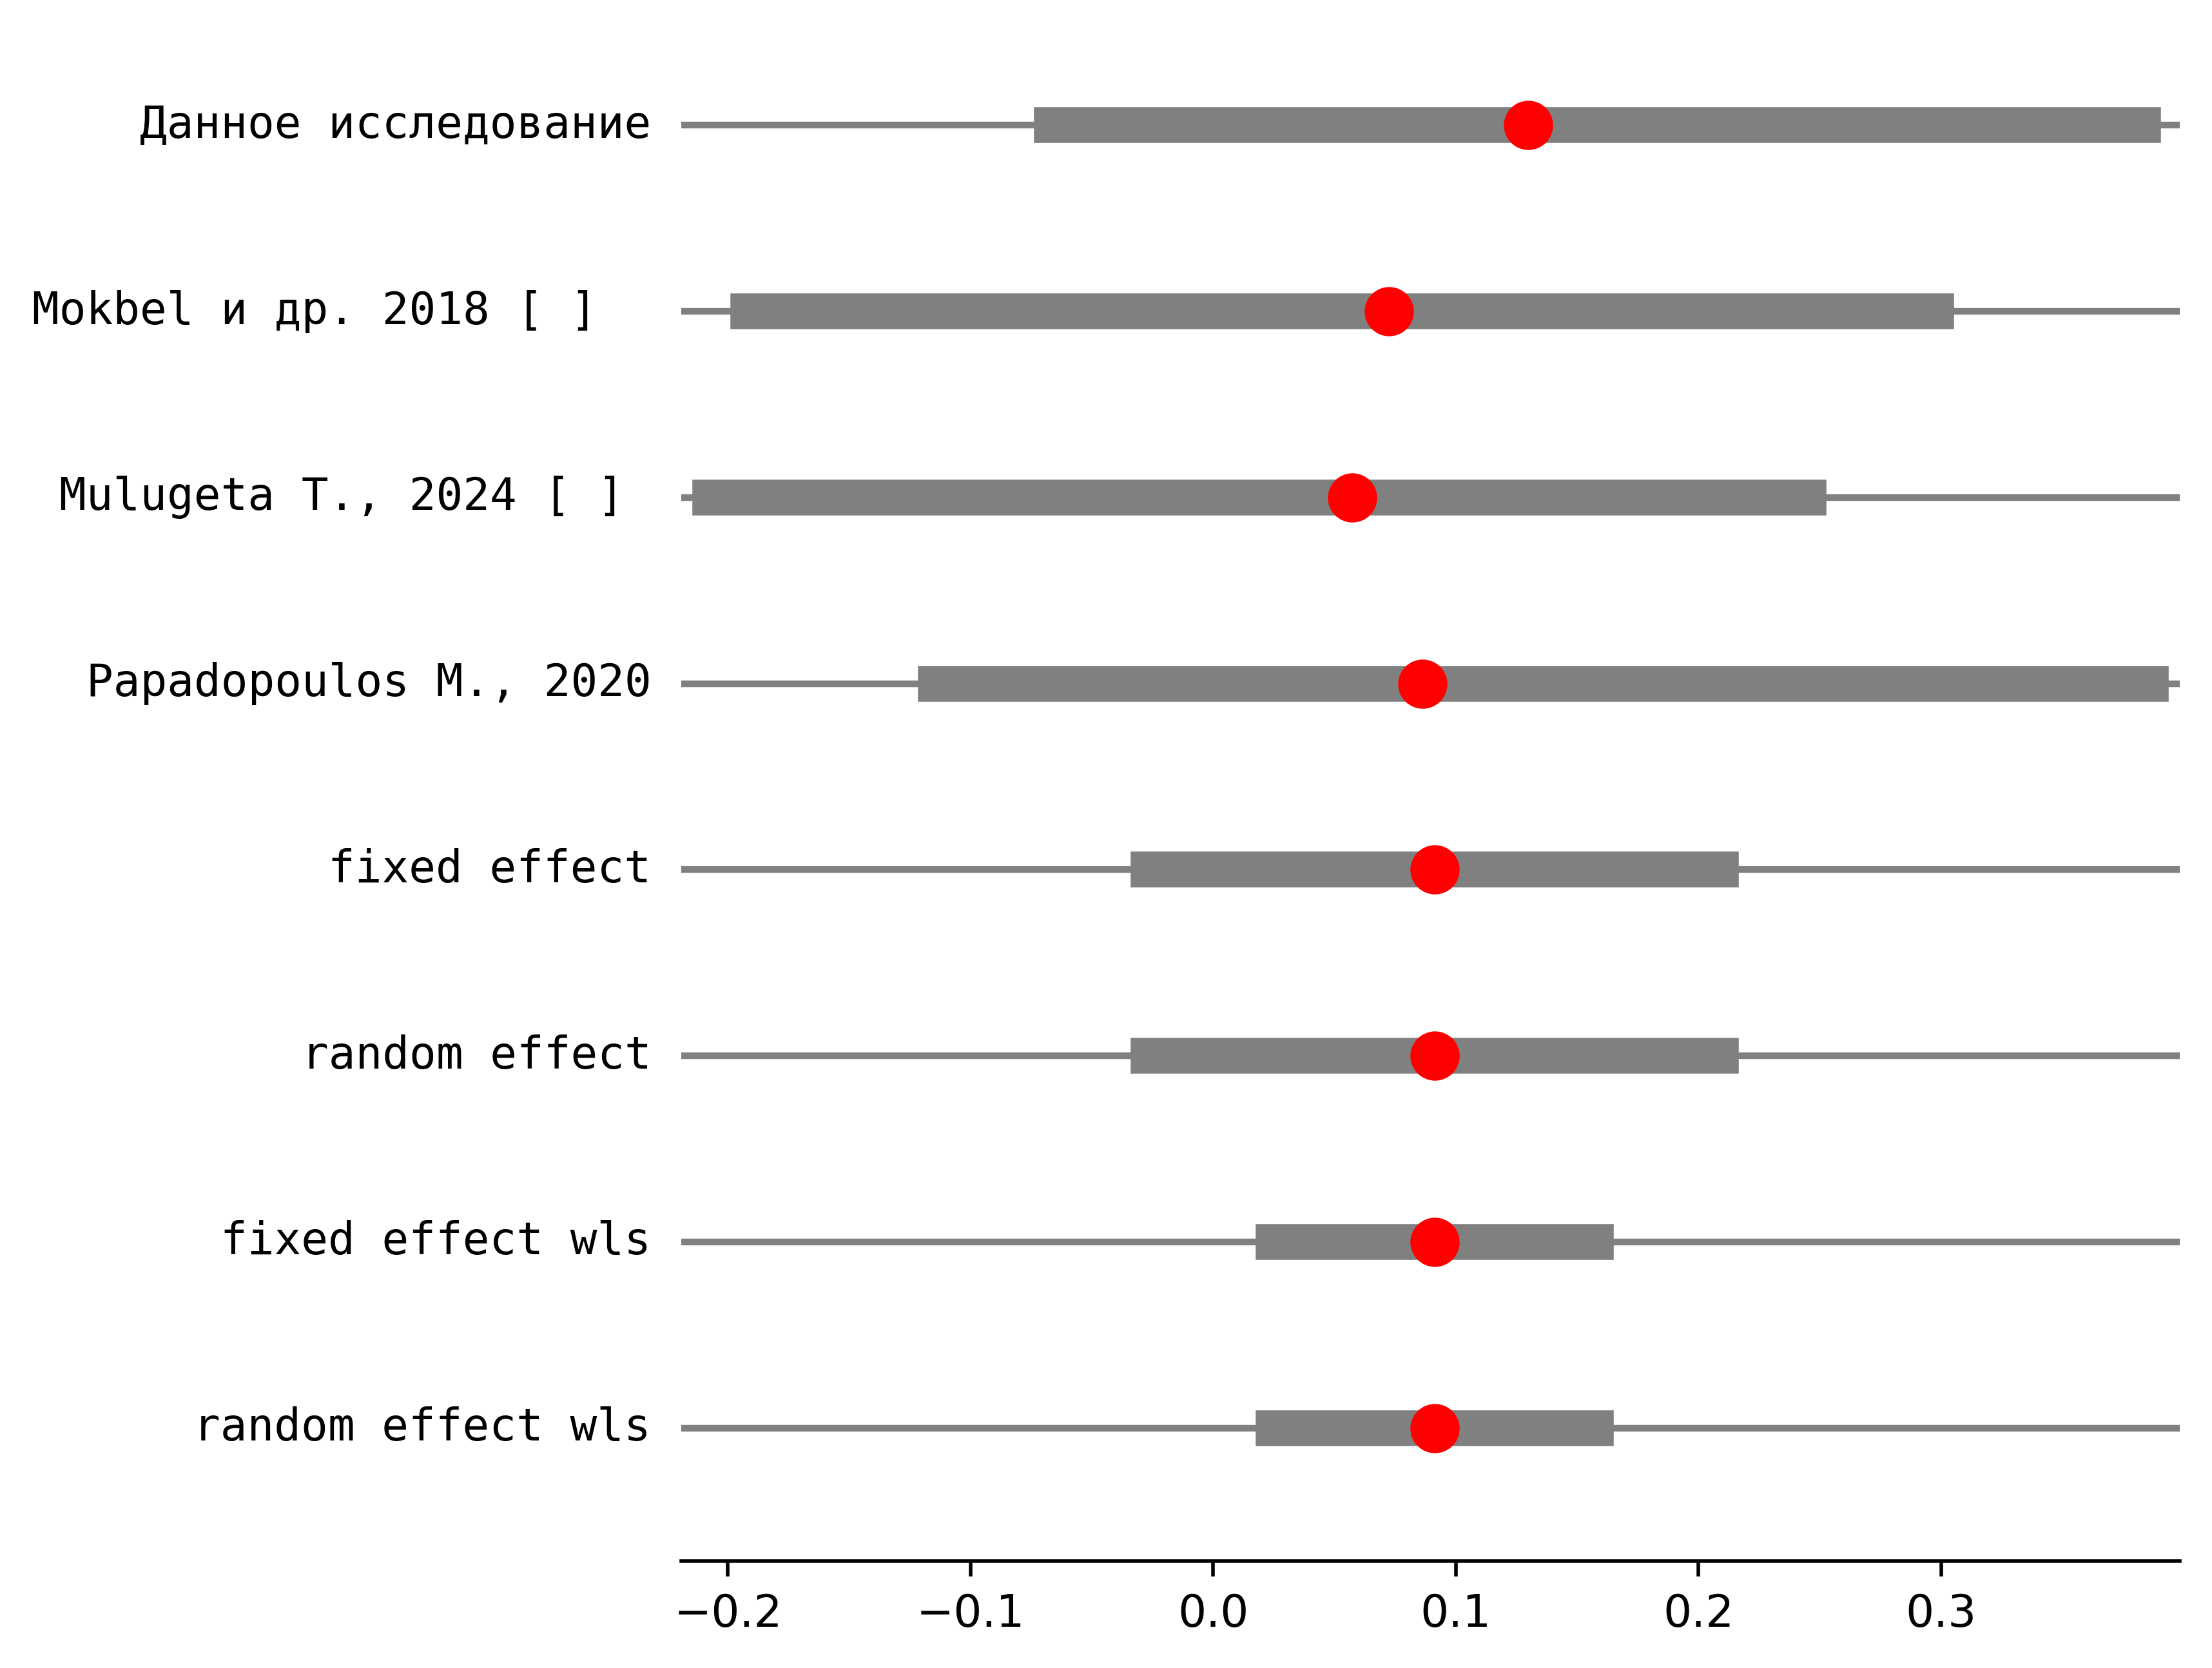 Данное исследование
Mokbel и др. 2018 [ ]
Mulugeta T., 2024 [ ]
Papadopoulos M., 2020
fixed effect
random effect
fixed effect wls
random effect wls
−0.2 −0.1 0.0 0.1 0.2 0.3